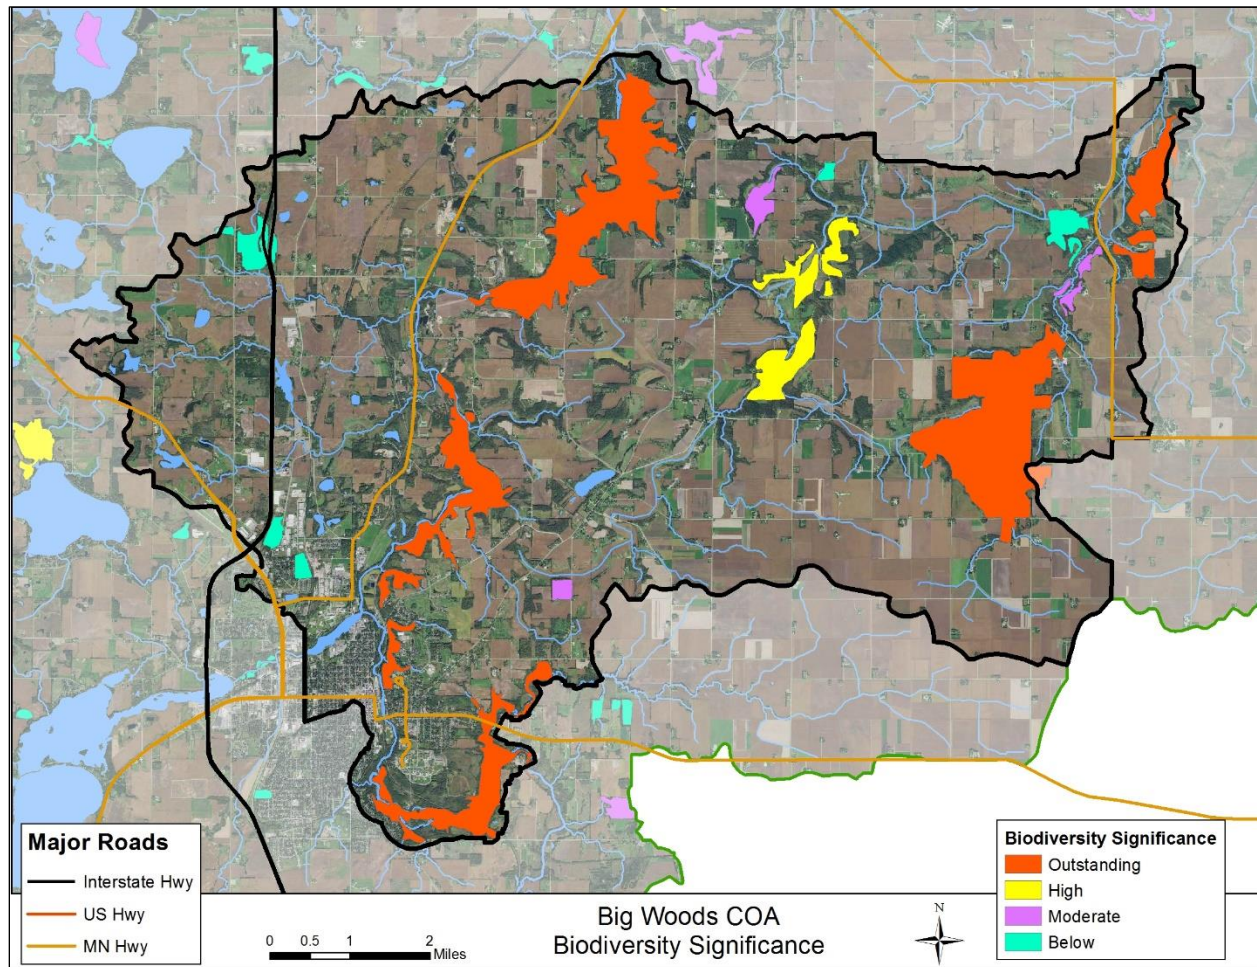 Major Roads
Interstate Hwy
US Hwy
MN Hwy
0 0.5 1 2
Miles
Big Woods COA
Biodiversity Significance
N
Biodiversity Significance
Outstanding
High
Moderate
Below